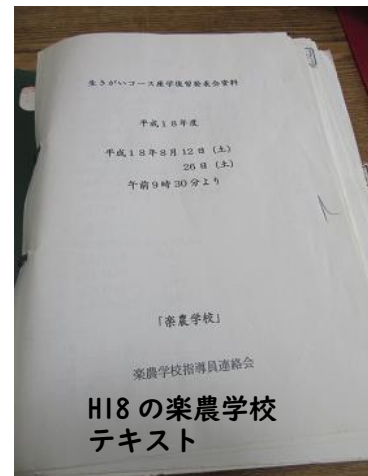 生きがいコース座学復習発表会資料
平成18年度
平成18年8月12日（土）
26日（土）
午前9時30分より
「楽農学校」
楽農学校指導員連絡会
H18の楽農学校
テキスト